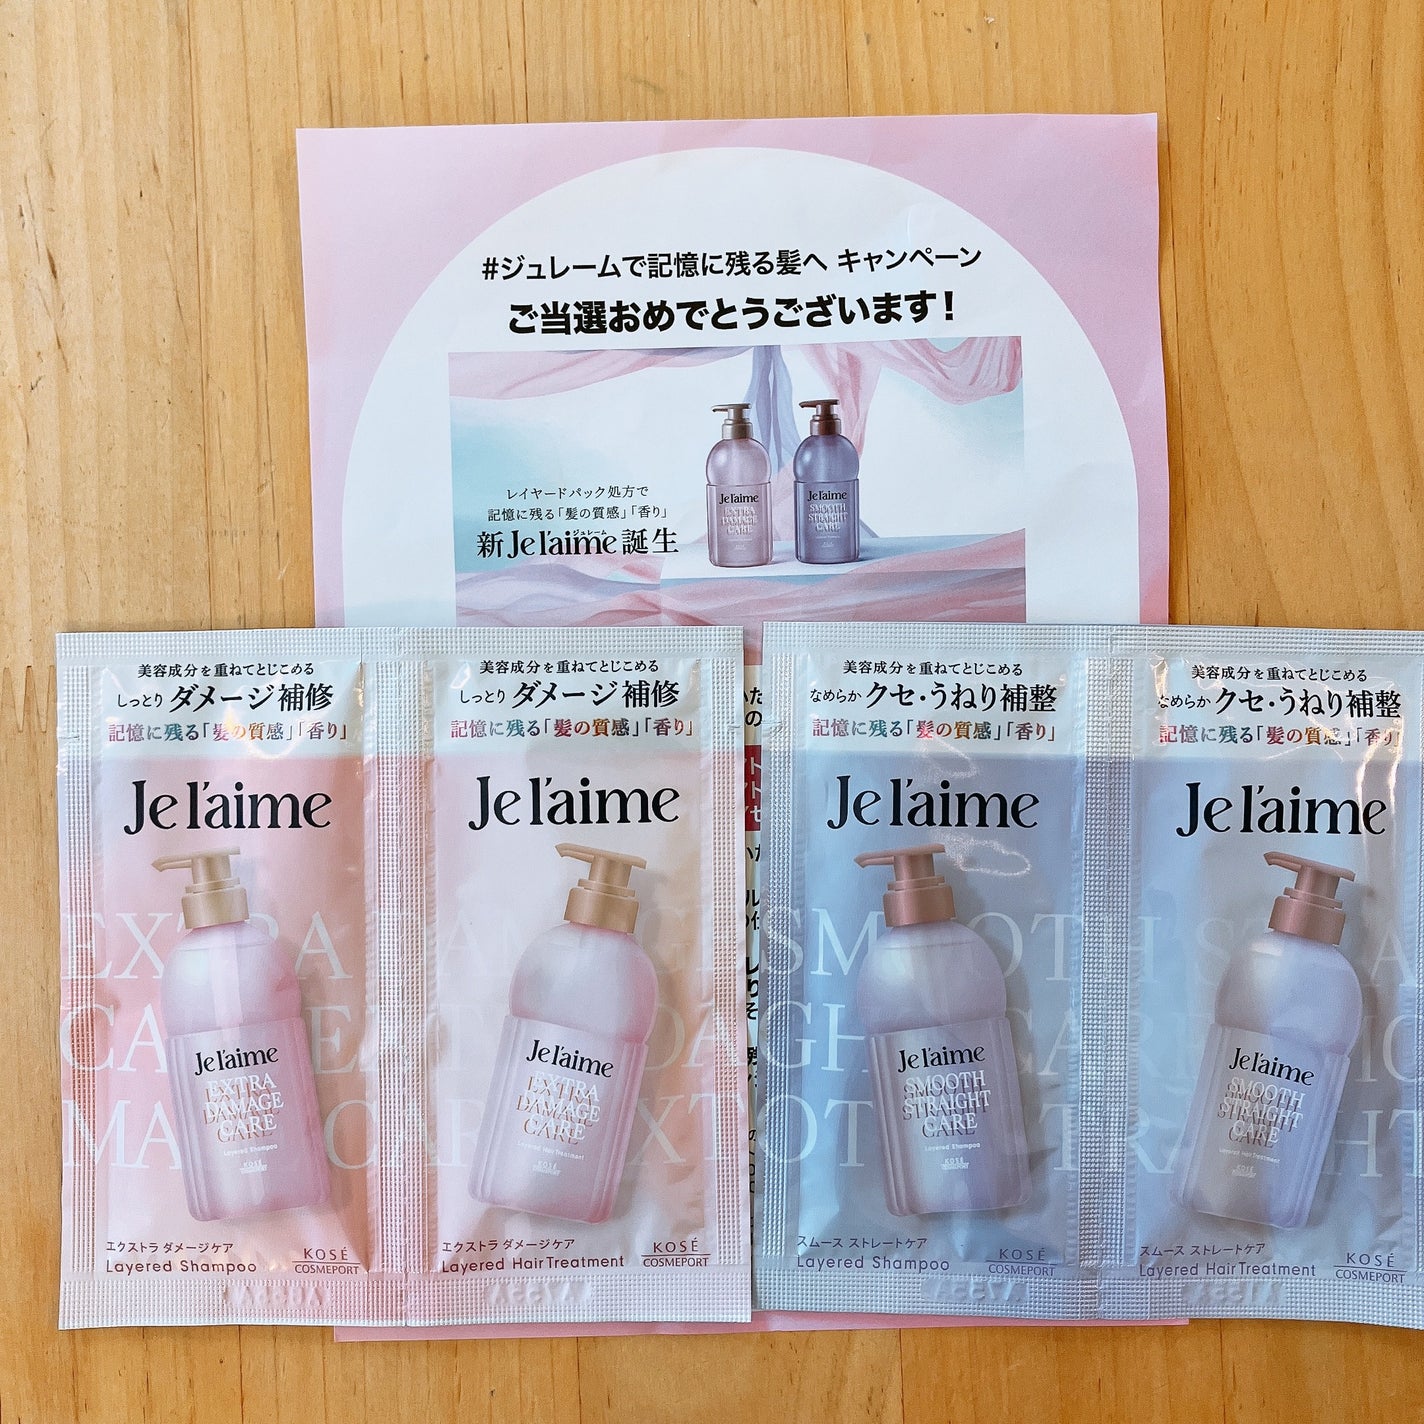 #ジュレームで記憶に残る髪へ キャンペーン
ご当選おめでとうございます!
レイヤードパック処方で
記憶に残る「髪の質感」「香り」
ジュレーム
新Je l'aime誕生
Je l'aime
EXTRA
DAMAGE
CARE
Je l'aime
SMOOTH
STRAIGHT
CARE
美容成分を重ねてとじこめる
しっとり ダメージ補修
記憶に残る「髪の質感」「香り」
Je l'aime
Je l'aime
EXTRA
DAMAGE
CARE
Layered Shampoo
KOSÉ
エクストラ ダメージケア
Layered Shampoo
KOSÉ
COSMEPORT
美容成分を重ねてとじこめる
しっとり ダメージ補修
記憶に残る「髪の質感」「香り」
Je l'aime
Je l'aime
EXTRA
DAMAGE
CARE
Layered Hair Treatment
KOSÉ
エクストラ ダメージケア
Layered Hair Treatment
KOSÉ
COSMEPORT
美容成分を重ねてとじこめる
なめらか クセ・うねり補整
記憶に残る「髪の質感」「香り」
Je l'aime
Je l'aime
SMOOTH
STRAIGHT
CARE
Layered Shampoo
KOSÉ
スムース ストレートケア
Layered Shampoo
KOSÉ
COSMEPORT
美容成分を重ねてとじこめる
なめらか クセ・うねり補整
記憶に残る「髪の質感」「香り」
Je l'aime
Je l'aime
SMOOTH
STRAIGHT
CARE
Layered Hair Treatment
KOSÉ
スムース ストレートケア
Layered Hair Treatment
KOSÉ
COSMEPORT